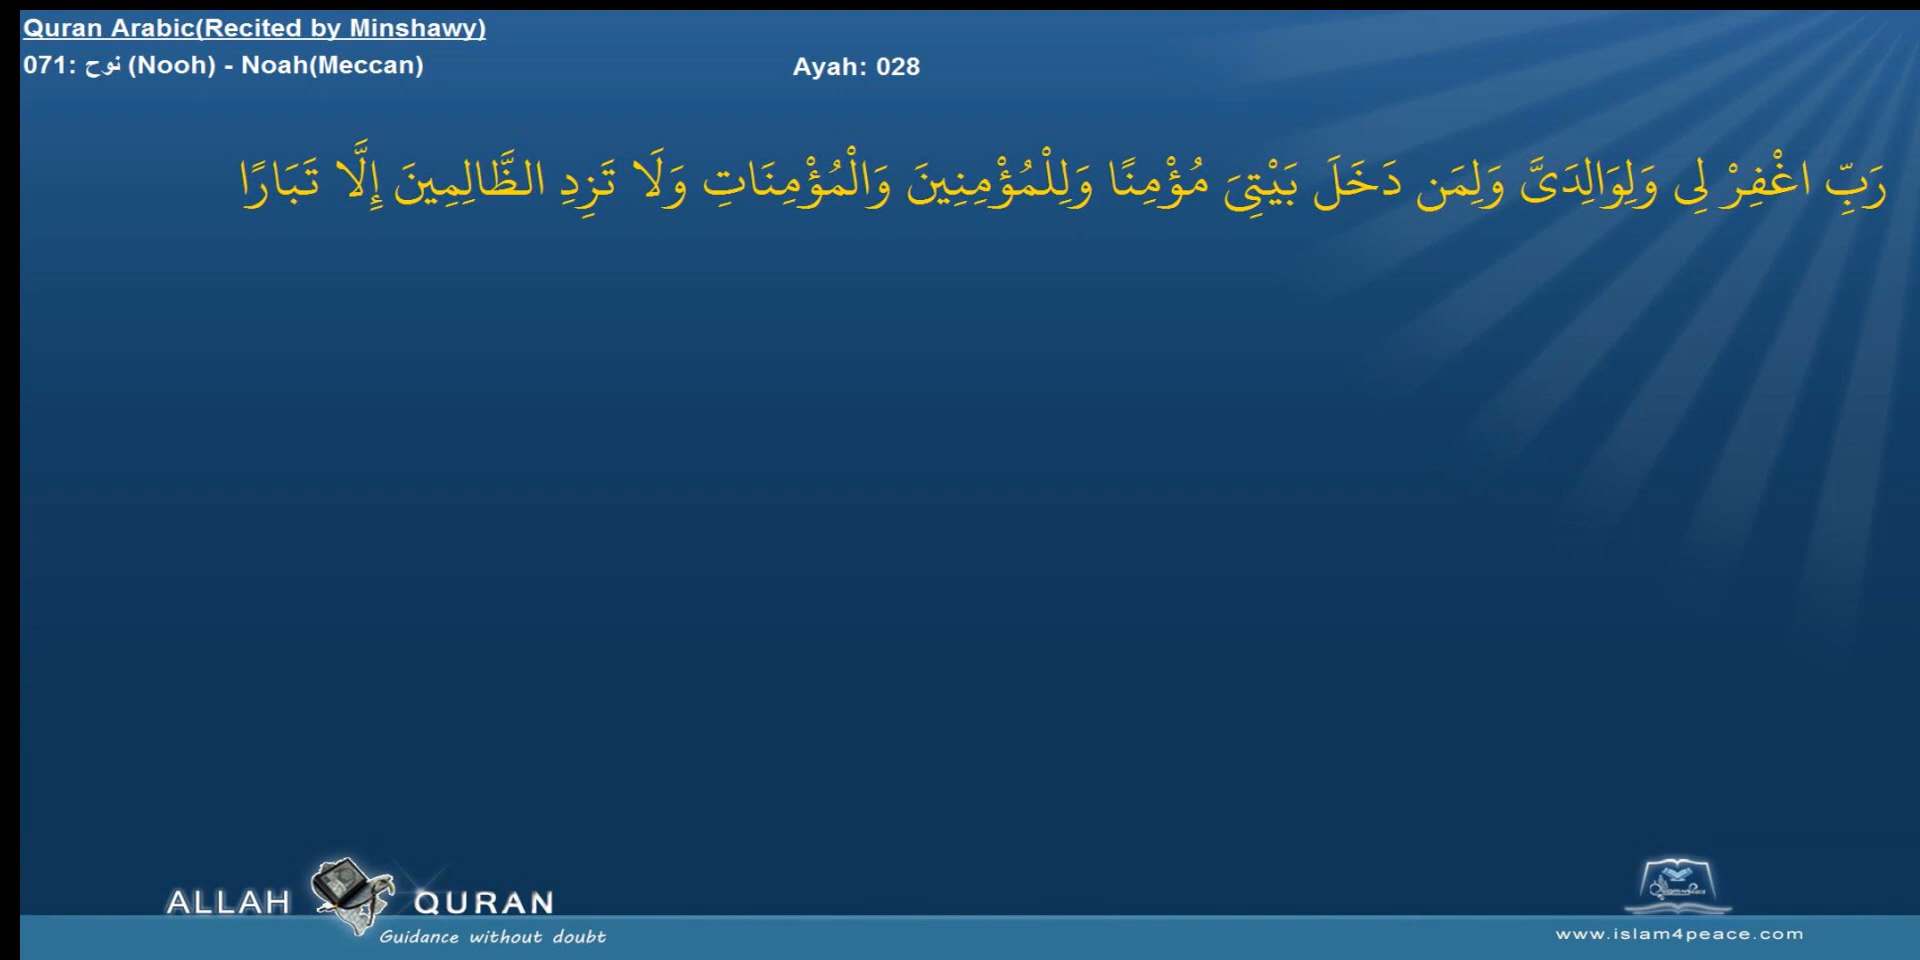 Quran Arabic(Recited by Minshawy)
071: نوح (Nooh) - Noah(Meccan) Ayah: 028
رَبِّ اغْفِرْ لِى وَلِوَالِدَىَّ وَلِمَن دَخَلَ بَيْتِىَ مُؤْمِنًا وَلِلْمُؤْمِنِينَ وَالْمُؤْمِنَاتِ وَلَا تَزِدِ الظَّالِمِينَ إِلَّا تَبَارًا
ALLAH QURAN
Guidance without doubt
www.islam4peace.com